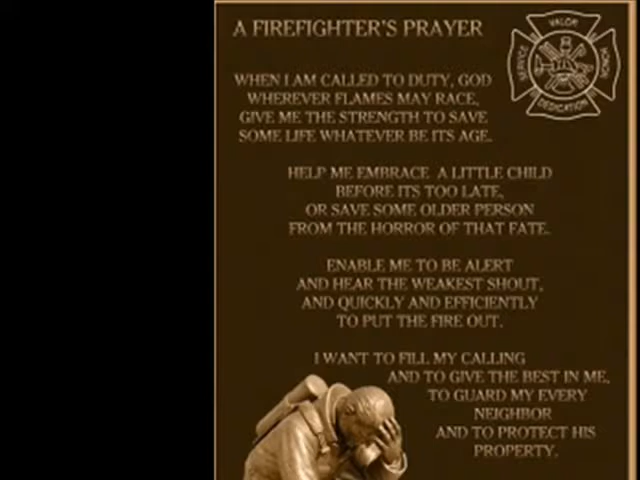 A FIREFIGHTER'S PRAYER
VALOR
SERVICE
HONOR
DEDICATION
WHEN I AM CALLED TO DUTY, GOD
WHEREVER FLAMES MAY RACE,
GIVE ME THE STRENGTH TO SAVE
SOME LIFE WHATEVER BE ITS AGE.
HELP ME EMBRACE A LITTLE CHILD
BEFORE ITS TOO LATE,
OR SAVE SOME OLDER PERSON
FROM THE HORROR OF THAT FATE.
ENABLE ME TO BE ALERT
AND HEAR THE WEAKEST SHOUT,
AND QUICKLY AND EFFICIENTLY
TO PUT THE FIRE OUT.
I WANT TO FILL MY CALLING
AND TO GIVE THE BEST IN ME,
TO GUARD MY EVERY
NEIGHBOR
AND TO PROTECT HIS
PROPERTY.